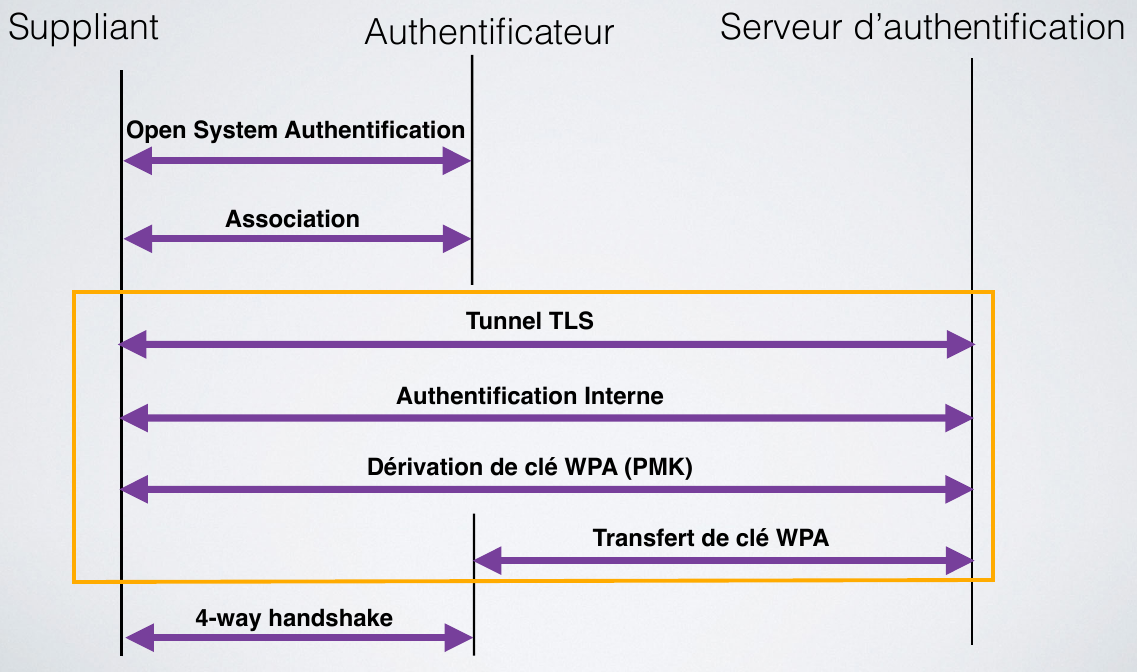 Suppliant
Authentificateur
Serveur d’authentification
Open System Authentification
Association
Tunnel TLS
Authentification Interne
Dérivation de clé WPA (PMK)
Transfert de clé WPA
4-way handshake